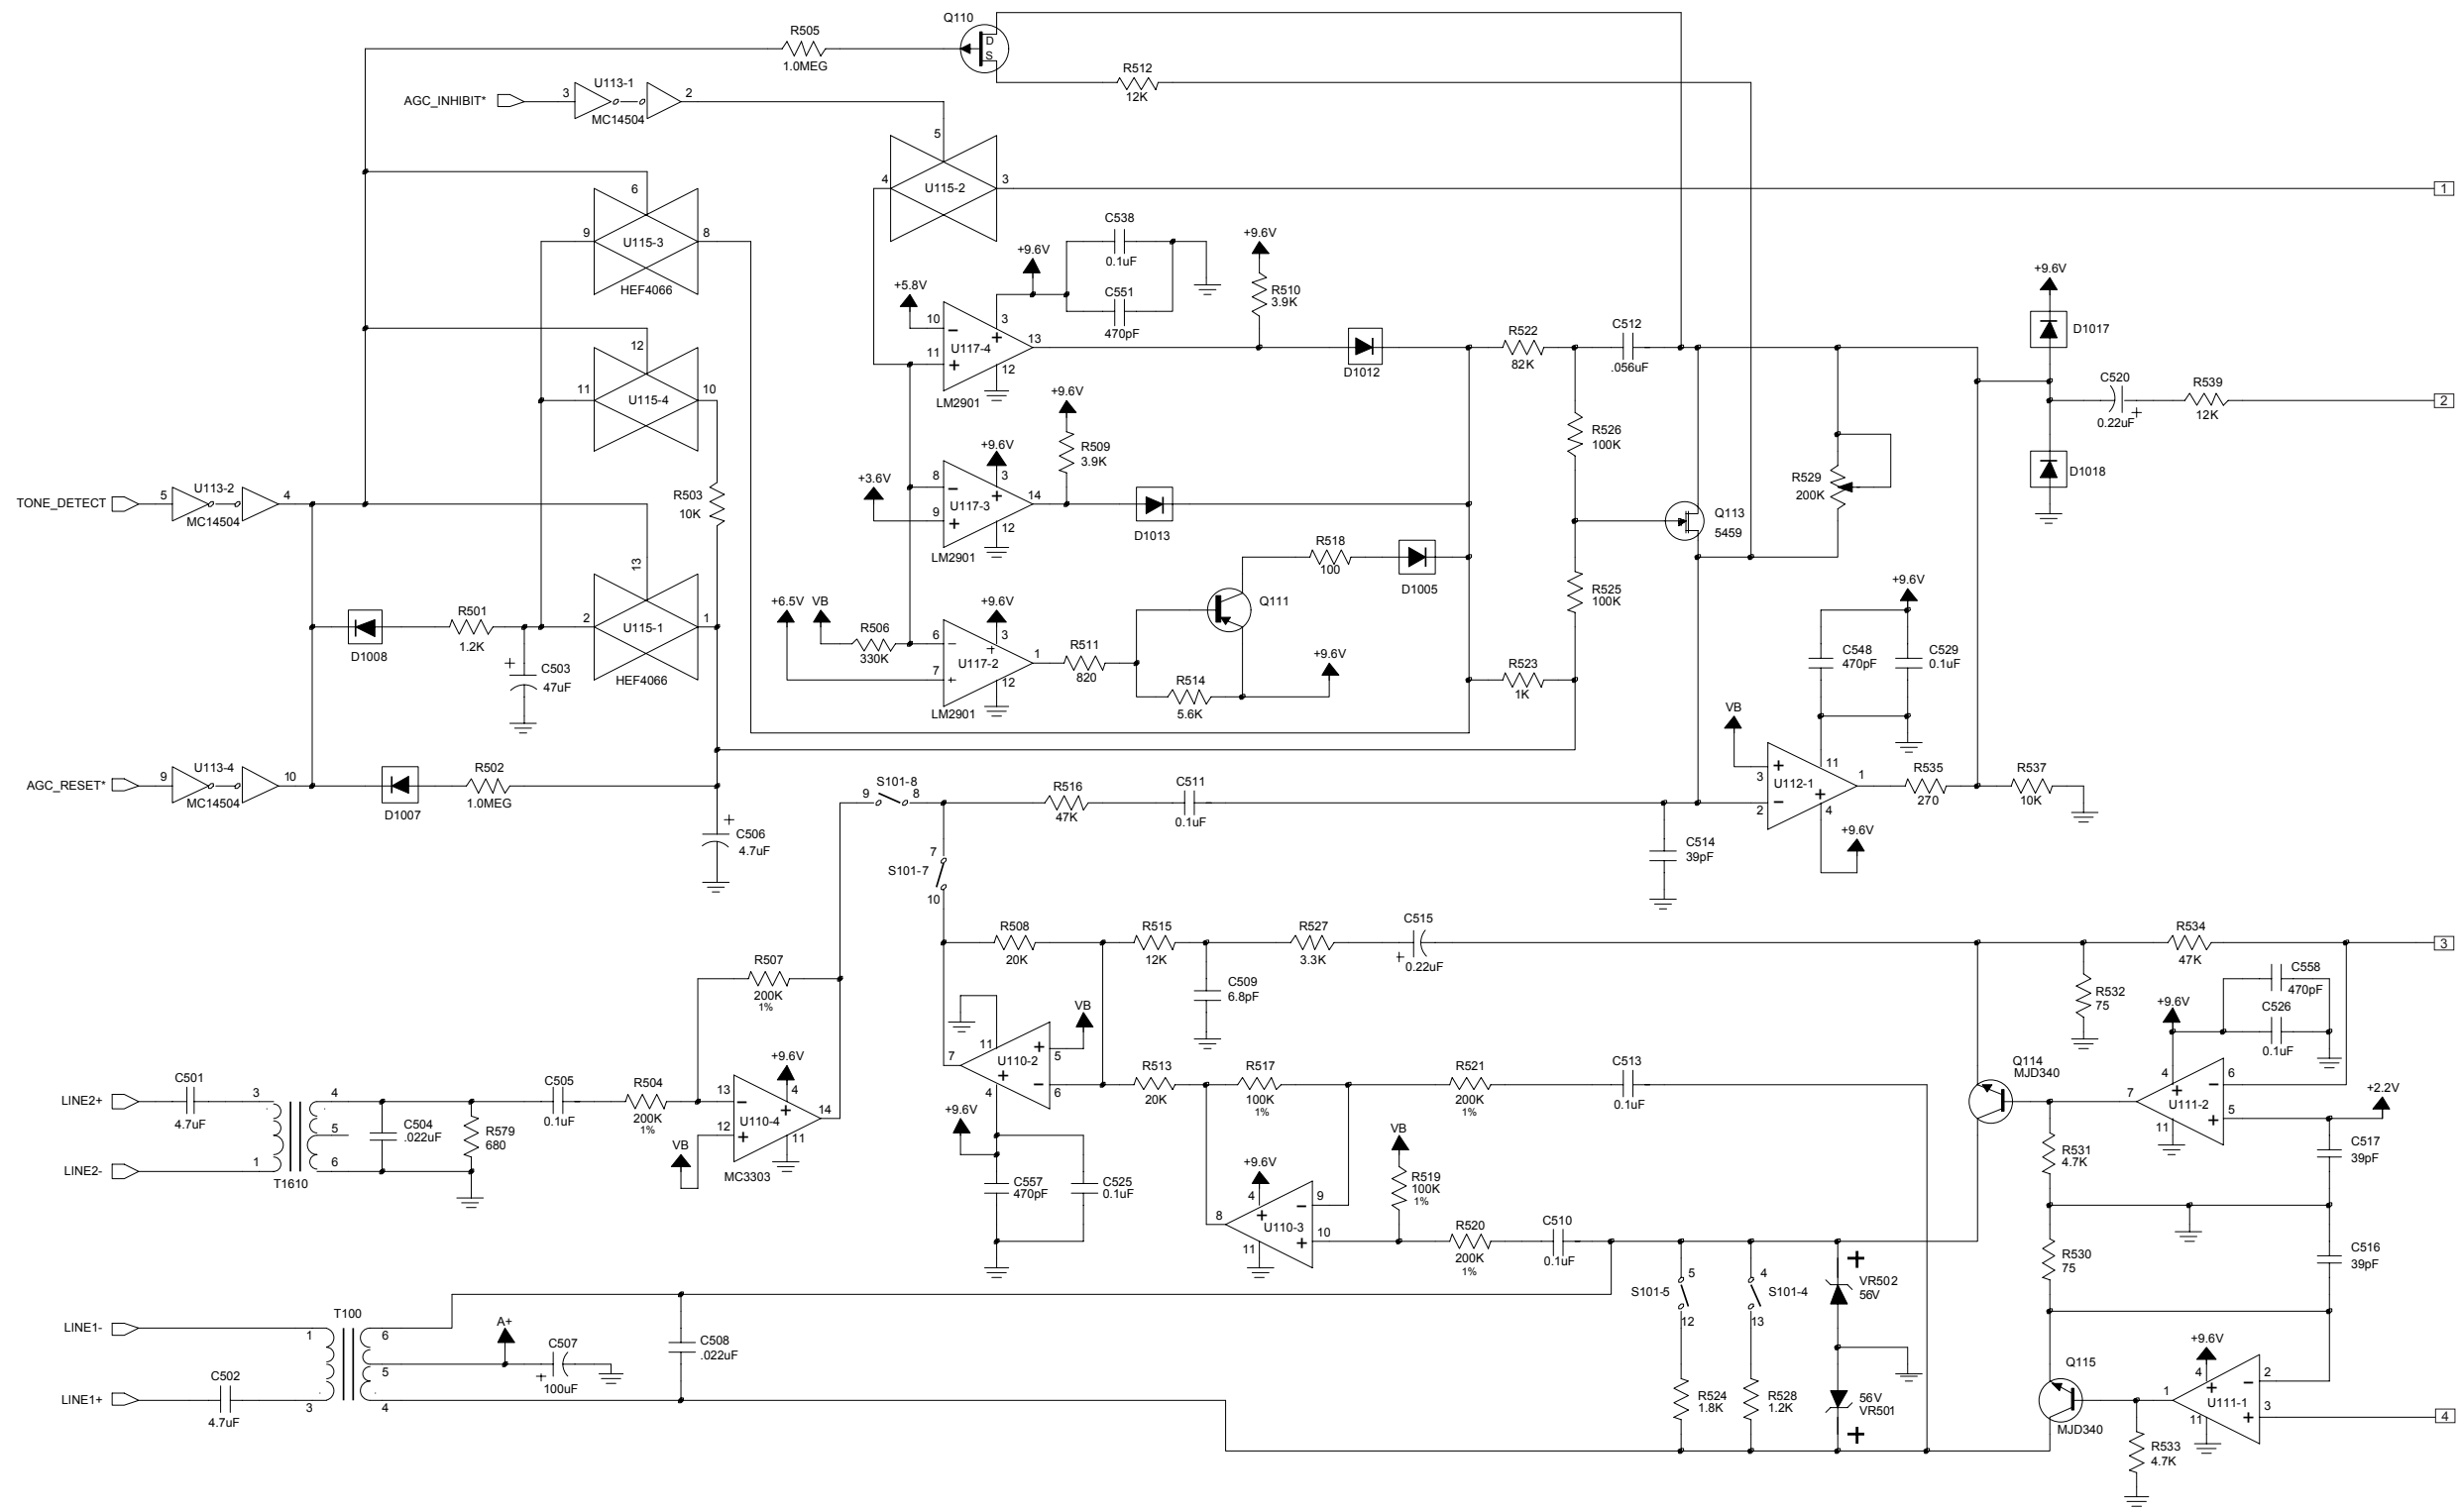 Q110
R505
D
S
1.0MEG
R512
12K
U113-1
AGC_INHIBIT*
3
2
MC14504
5
4
U115-2
3
1
6
9
U115-3
8
HEF4066
C538
0.1uF
+9.6V
C551
470pF
+9.6V
R510
3.9K
+5.8V
10
3
11
U117-4
13
12
LM2901
D1012
R522
82K
C512
.056uF
+9.6V
D1017
C520
0.22uF
R539
12K
2
D1018
12
11
U115-4
10
R503
10K
+9.6V
R509
3.9K
+9.6V
+3.6V
8
3
9
U117-3
14
12
LM2901
D1013
R526
100K
R529
200K
Q113
5459
TONE_DETECT
5
U113-2
4
MC14504
13
2
U115-1
1
HEF4066
D1008
R501
1.2K
C503
47uF
R518
100
D1005
Q111
+6.5V
VB
+9.6V
R506
330K
6
3
7
U117-2
1
12
LM2901
R511
820
R514
5.6K
+9.6V
R525
100K
R523
1K
+9.6V
C548
470pF
C529
0.1uF
VB
11
3
U112-1
1
2
4
+9.6V
R535
270
R537
10K
AGC_RESET*
9
U113-4
10
MC14504
D1007
R502
1.0MEG
C506
4.7uF
S101-8
9
8
R516
47K
C511
0.1uF
C514
39pF
7
S101-7
10
R508
20K
R515
12K
R527
3.3K
C515
0.22uF
R534
47K
3
C509
6.8pF
R532
75
C558
470pF
+9.6V
C526
0.1uF
R507
200K
1%
VB
11
7
U110-2
5
4
6
+9.6V
R513
20K
R517
100K
1%
R521
200K
1%
C513
0.1uF
Q114
MJD340
4
6
7
U111-2
5
11
+2.2V
C517
39pF
LINE2+
C501
4.7uF
3
4
5
LINE2-
1
6
T1610
C504
.022uF
R579
680
C505
0.1uF
R504
200K
1%
+9.6V
13
4
U110-4
14
12
11
VB
MC3303
C557
470pF
C525
0.1uF
R531
4.7K
VB
R519
100K
1%
+9.6V
4
9
8
U110-3
10
11
R520
200K
1%
C510
0.1uF
R530
75
C516
39pF
5
S101-5
12
4
S101-4
13
VR502
56V
R524
1.8K
R528
1.2K
56V
VR501
LINE1-
T100
1
6
A+
C507
100uF
5
C508
.022uF
LINE1+
C502
4.7uF
3
4
+9.6V
Q115
MJD340
4
2
1
U111-1
3
11
4
R533
4.7K